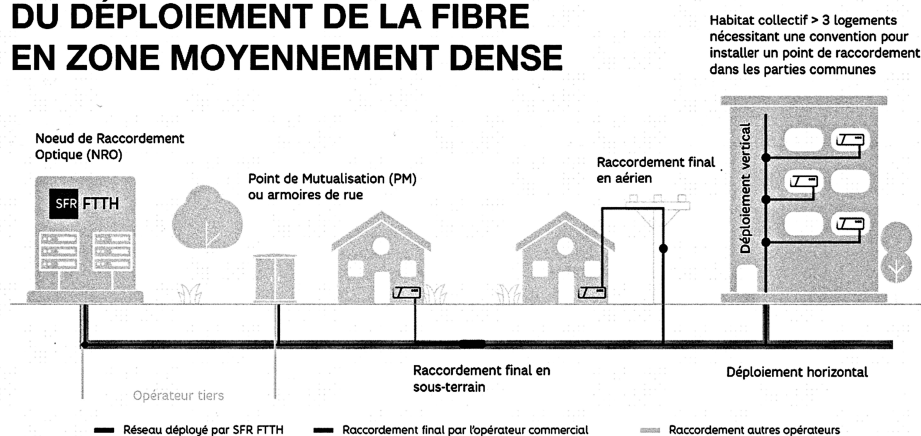 DU DÉPLOIEMENT DE LA FIBRE
EN ZONE MOYENNEMENT DENSE
Habitat collectif > 3 logements
nécessitant une convention pour
installer un point de raccordement
dans les parties communes
Noeud de Raccordement
Optique (NRO)
SFR FTTH
Point de Mutualisation (PM)
ou armoires de rue
Raccordement final
en aérien
Déploiement vertical
Raccordement final en
sous-terrain
Déploiement horizontal
Opérateur tiers
Réseau déployé par SFR FTTH
Raccordement final par l'opérateur commercial
Raccordement autres opérateurs